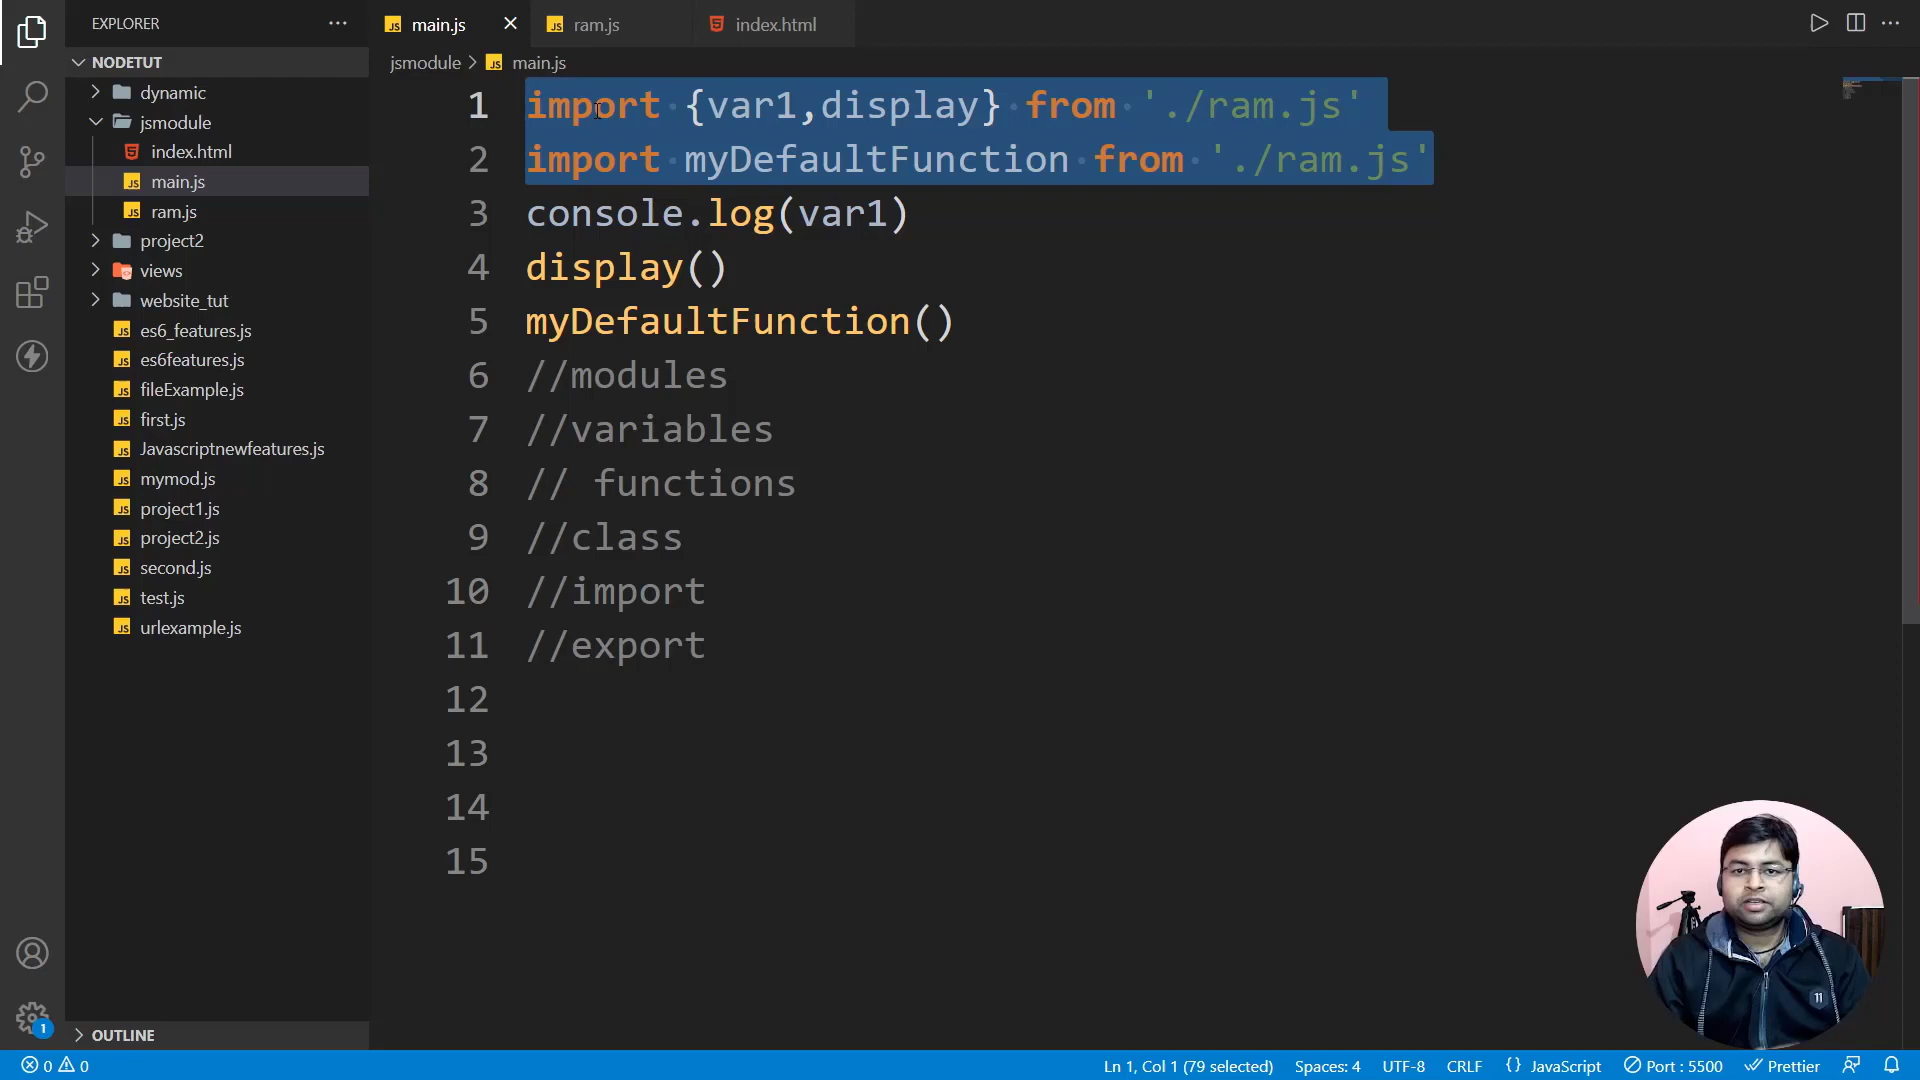 EXPLORER
NODETUT
dynamic
jsmodule
index.html
main.js
ram.js
project2
views
website_tut
es6_features.js
es6features.js
fileExample.js
first.js
Javascriptnewfeatures.js
mymod.js
project1.js
project2.js
second.js
test.js
urlexample.js
OUTLINE
main.js
ram.js
index.html
jsmodule > main.js
1 import {var1,display} from './ram.js'
2 import myDefaultFunction from './ram.js'
3 console.log(var1)
4 display()
5 myDefaultFunction()
6 //modules
7 //variables
8 // functions
9 //class
10 //import
11 //export
12
13
14
15
11
1
0 0
Ln 1, Col 1 (79 selected) Spaces: 4 UTF-8 CRLF {} JavaScript Port : 5500 Prettier